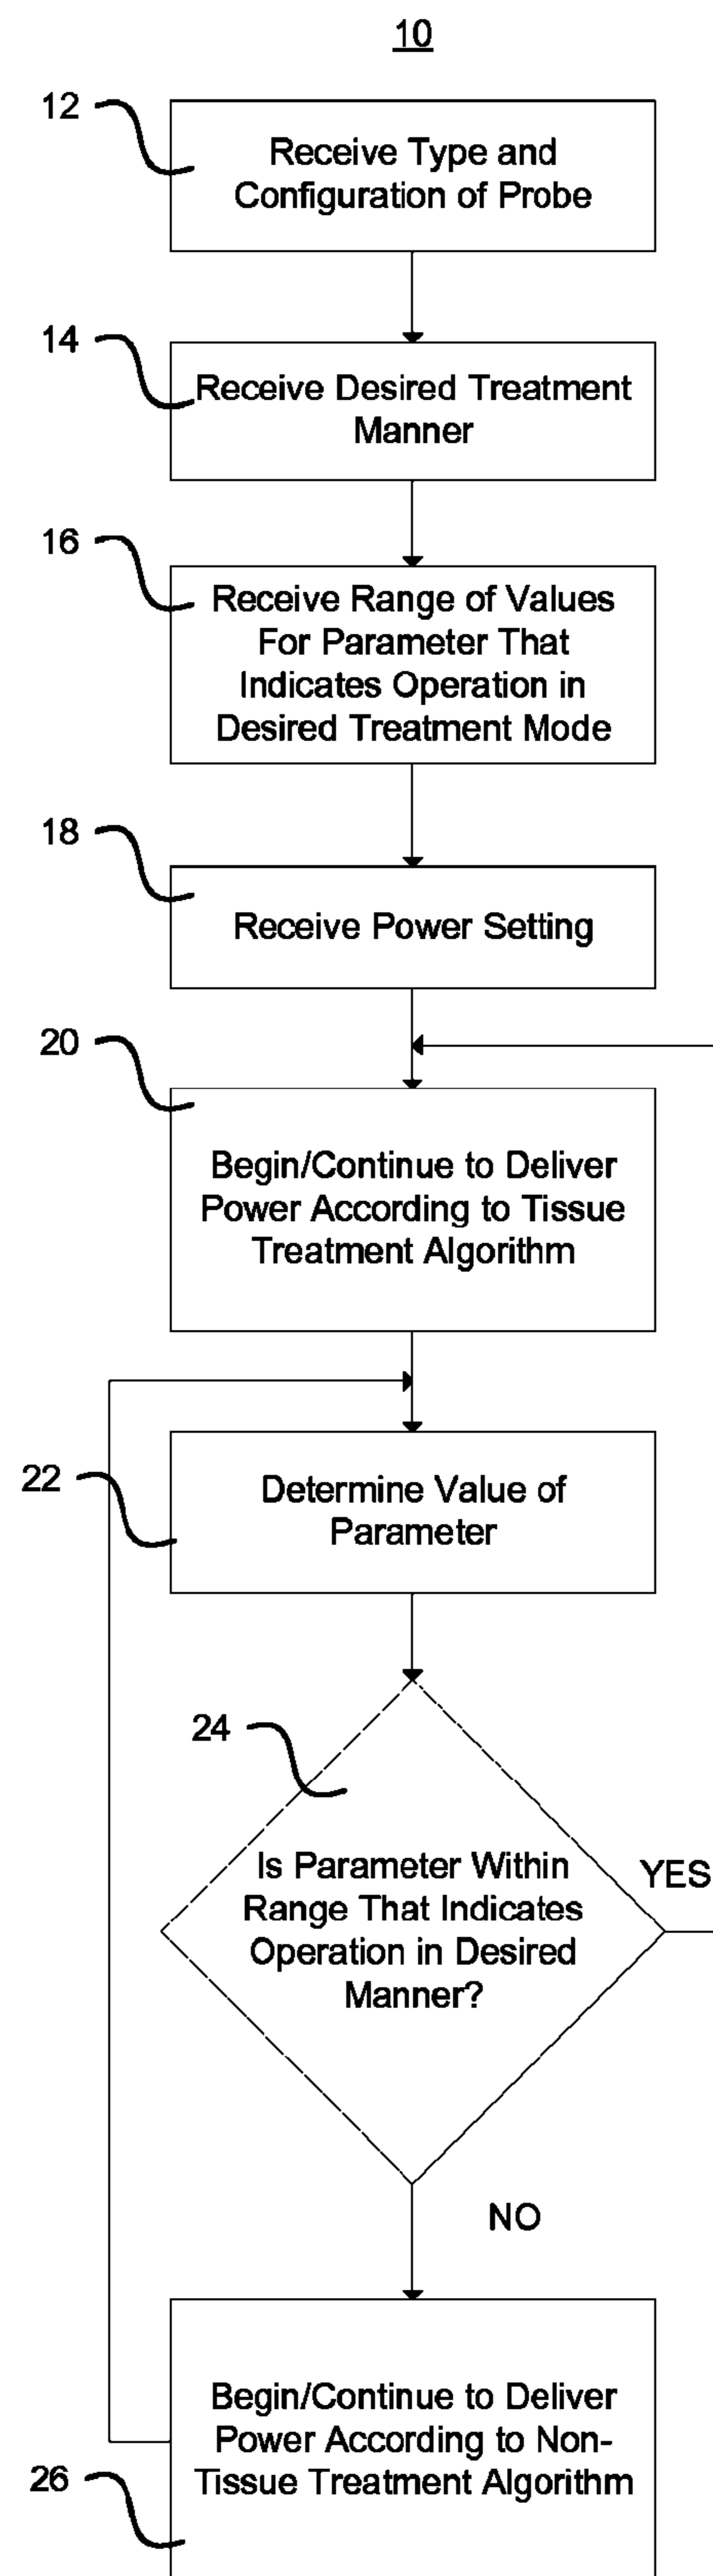 10
12
Receive Type and
Configuration of Probe
14
Receive Desired Treatment
Manner
16
Receive Range of Values
For Parameter That
Indicates Operation in
Desired Treatment Mode
18
Receive Power Setting
20
Begin/Continue to Deliver
Power According to Tissue
Treatment Algorithm
22
Determine Value of
Parameter
24
Is Parameter Within
Range That Indicates
Operation in Desired
Manner?
YES
NO
Begin/Continue to Deliver
Power According to Non-
Tissue Treatment Algorithm
26